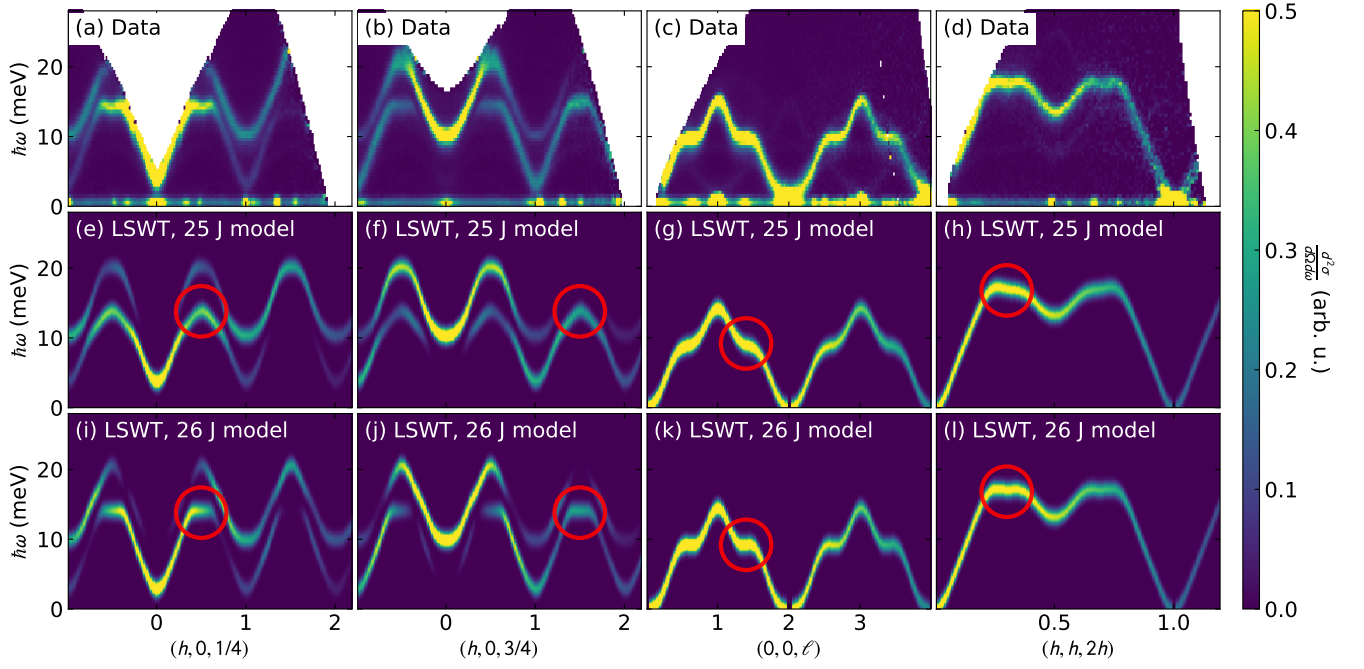 (a) Data
(b) Data
(c) Data
(d) Data
ħω (meV)
20
10
0
(e) LSWT, 25 J model
(f) LSWT, 25 J model
(g) LSWT, 25 J model
(h) LSWT, 25 J model
ħω (meV)
20
10
0
(i) LSWT, 26 J model
(j) LSWT, 26 J model
(k) LSWT, 26 J model
(l) LSWT, 26 J model
ħω (meV)
20
10
0
0 1 2
0 1 2
1 2 3
0.5 1.0
(h, 0, 1/4)
(h, 0, 3/4)
(0, 0, ℓ)
(h, h, 2h)
0.5
0.4
0.3
0.2
0.1
0.0
d²σ/dΩdω (arb. u.)